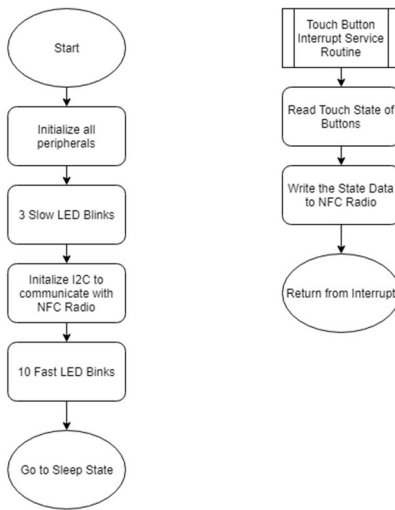 Start
Initialize all
peripherals
3 Slow LED Blinks
Initalize I2C to
communicate with
NFC Radio
10 Fast LED Binks
Go to Sleep State
Touch Button
Interrupt Service
Routine
Read Touch State of
Buttons
Write the State Data
to NFC Radio
Return from Interrupt